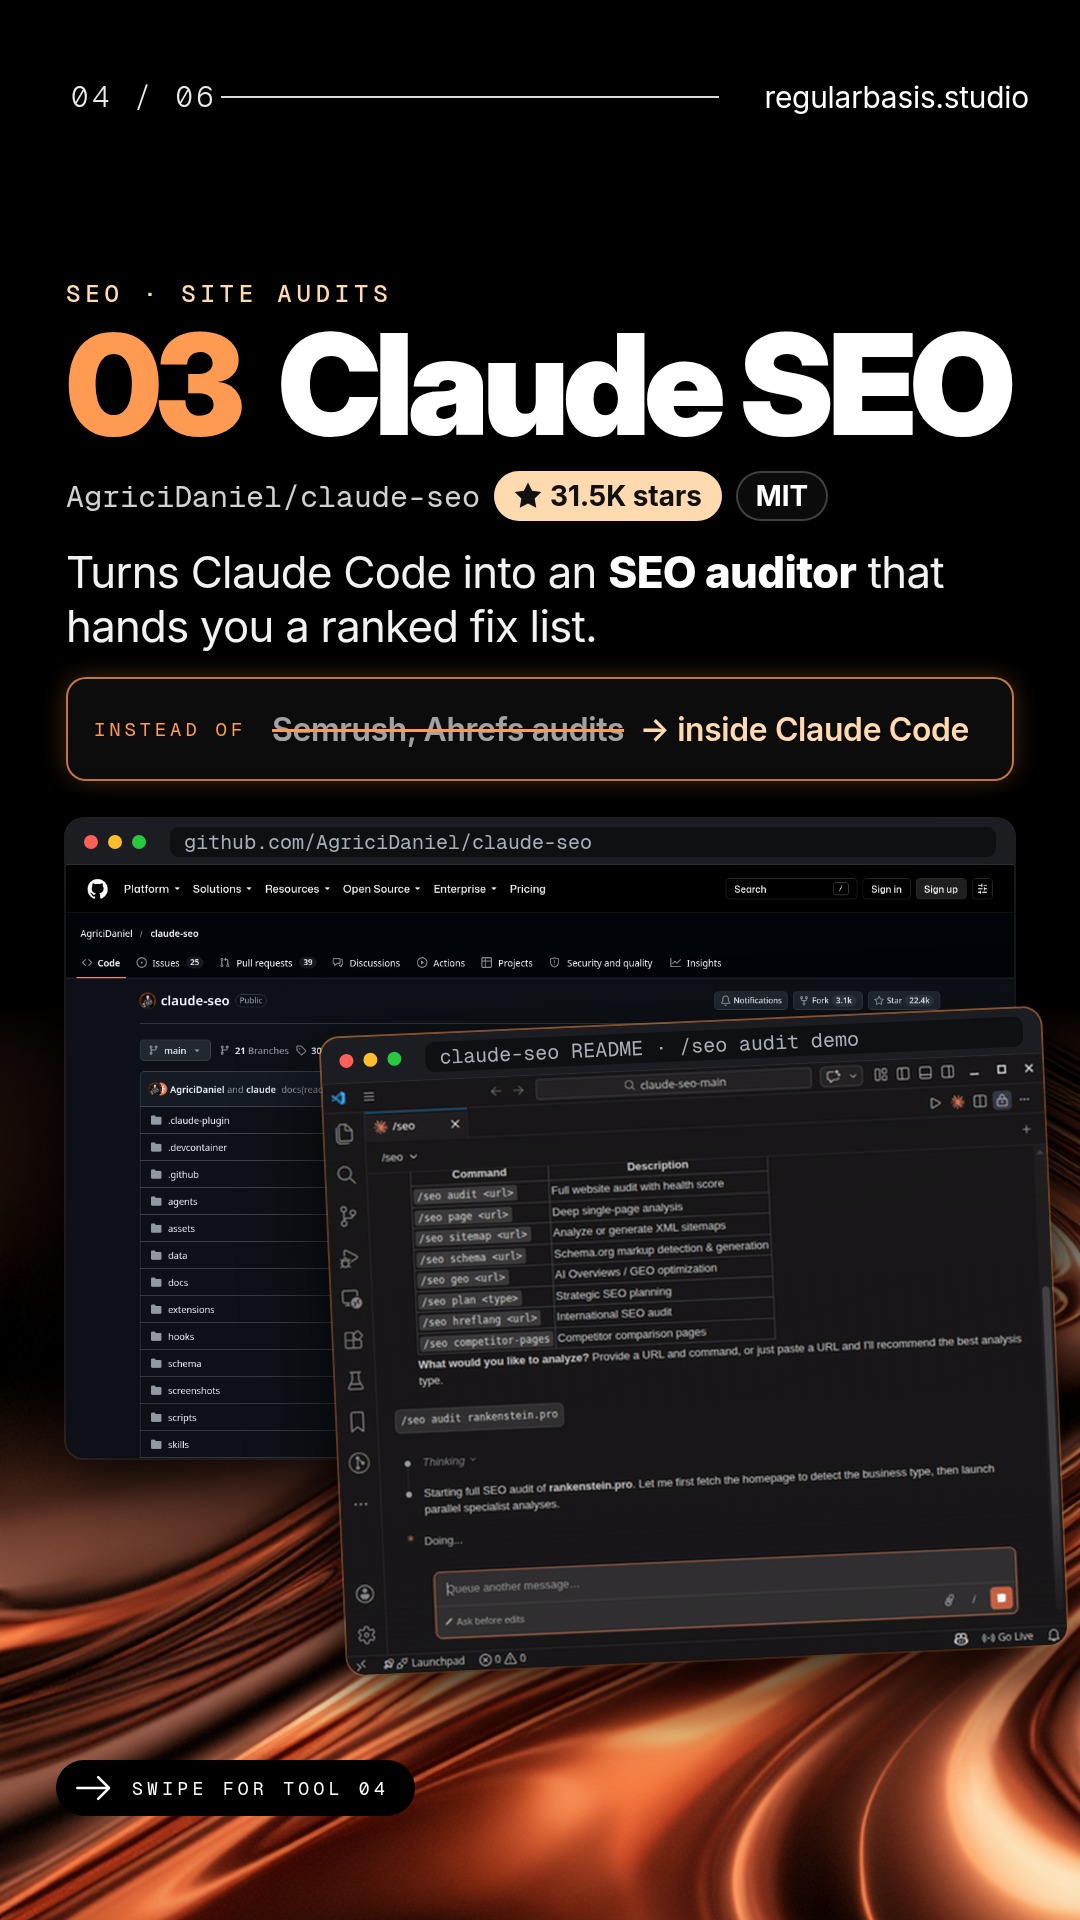 04 / 06
regularbasis.studio
SEO · SITE AUDITS
03 Claude SEO
AgriciDaniel/claude-seo ★ 31.5K stars MIT
Turns Claude Code into an SEO auditor that
hands you a ranked fix list.
INSTEAD OF Semrush, Ahrefs audits → inside Claude Code
github.com/AgriciDaniel/claude-seo
Platform Solutions Resources Open Source Enterprise Pricing Search / Sign in Sign up
AgriciDaniel / claude-seo
Code Issues 25 Pull requests 39 Discussions Actions Projects Security and quality Insights
claude-seo Public Notifications Fork 3.1k Star 22.4k
main 21 Branches 30
AgriciDaniel and claude docs(read
.claude-plugin
.devcontainer
.github
agents
assets
data
docs
extensions
hooks
schema
screenshots
scripts
skills
claude-seo README · /seo audit demo
claude-seo-main
/seo
/seo
Command Description
/seo audit <url> Full website audit with health score
/seo page <url> Deep single-page analysis
/seo sitemap <url> Analyze or generate XML sitemaps
/seo schema <url> Schema.org markup detection & generation
/seo geo <url> AI Overviews / GEO optimization
/seo plan <type> Strategic SEO planning
/seo hreflang <url> International SEO audit
/seo competitor-pages Competitor comparison pages
What would you like to analyze? Provide a URL and command, or just paste a URL and I'll recommend the best analysis
type.
/seo audit rankenstein.pro
Thinking
Starting full SEO audit of rankenstein.pro. Let me first fetch the homepage to detect the business type, then launch
parallel specialist analyses.
Doing...
Queue another message...
Ask before edits /
Launchpad 0 0 Go Live
→ SWIPE FOR TOOL 04